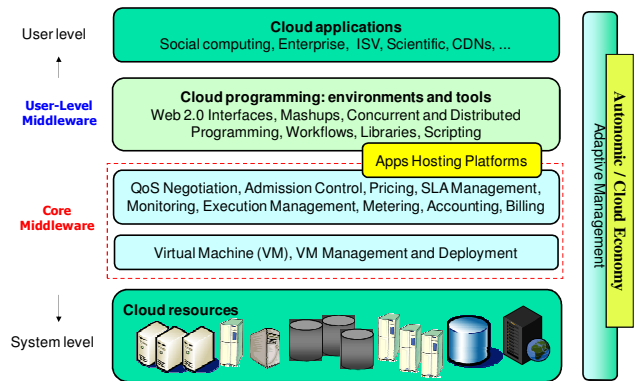 User level
Cloud applications
Social computing, Enterprise, ISV, Scientific, CDNs, ...
User-Level
Middleware
Cloud programming: environments and tools
Web 2.0 Interfaces, Mashups, Concurrent and Distributed
Programming, Workflows, Libraries, Scripting
Apps Hosting Platforms
Core
Middleware
QoS Negotiation, Admission Control, Pricing, SLA Management,
Monitoring, Execution Management, Metering, Accounting, Billing
Virtual Machine (VM), VM Management and Deployment
Cloud resources
System level
Adaptive Management
Autonomic / Cloud Economy